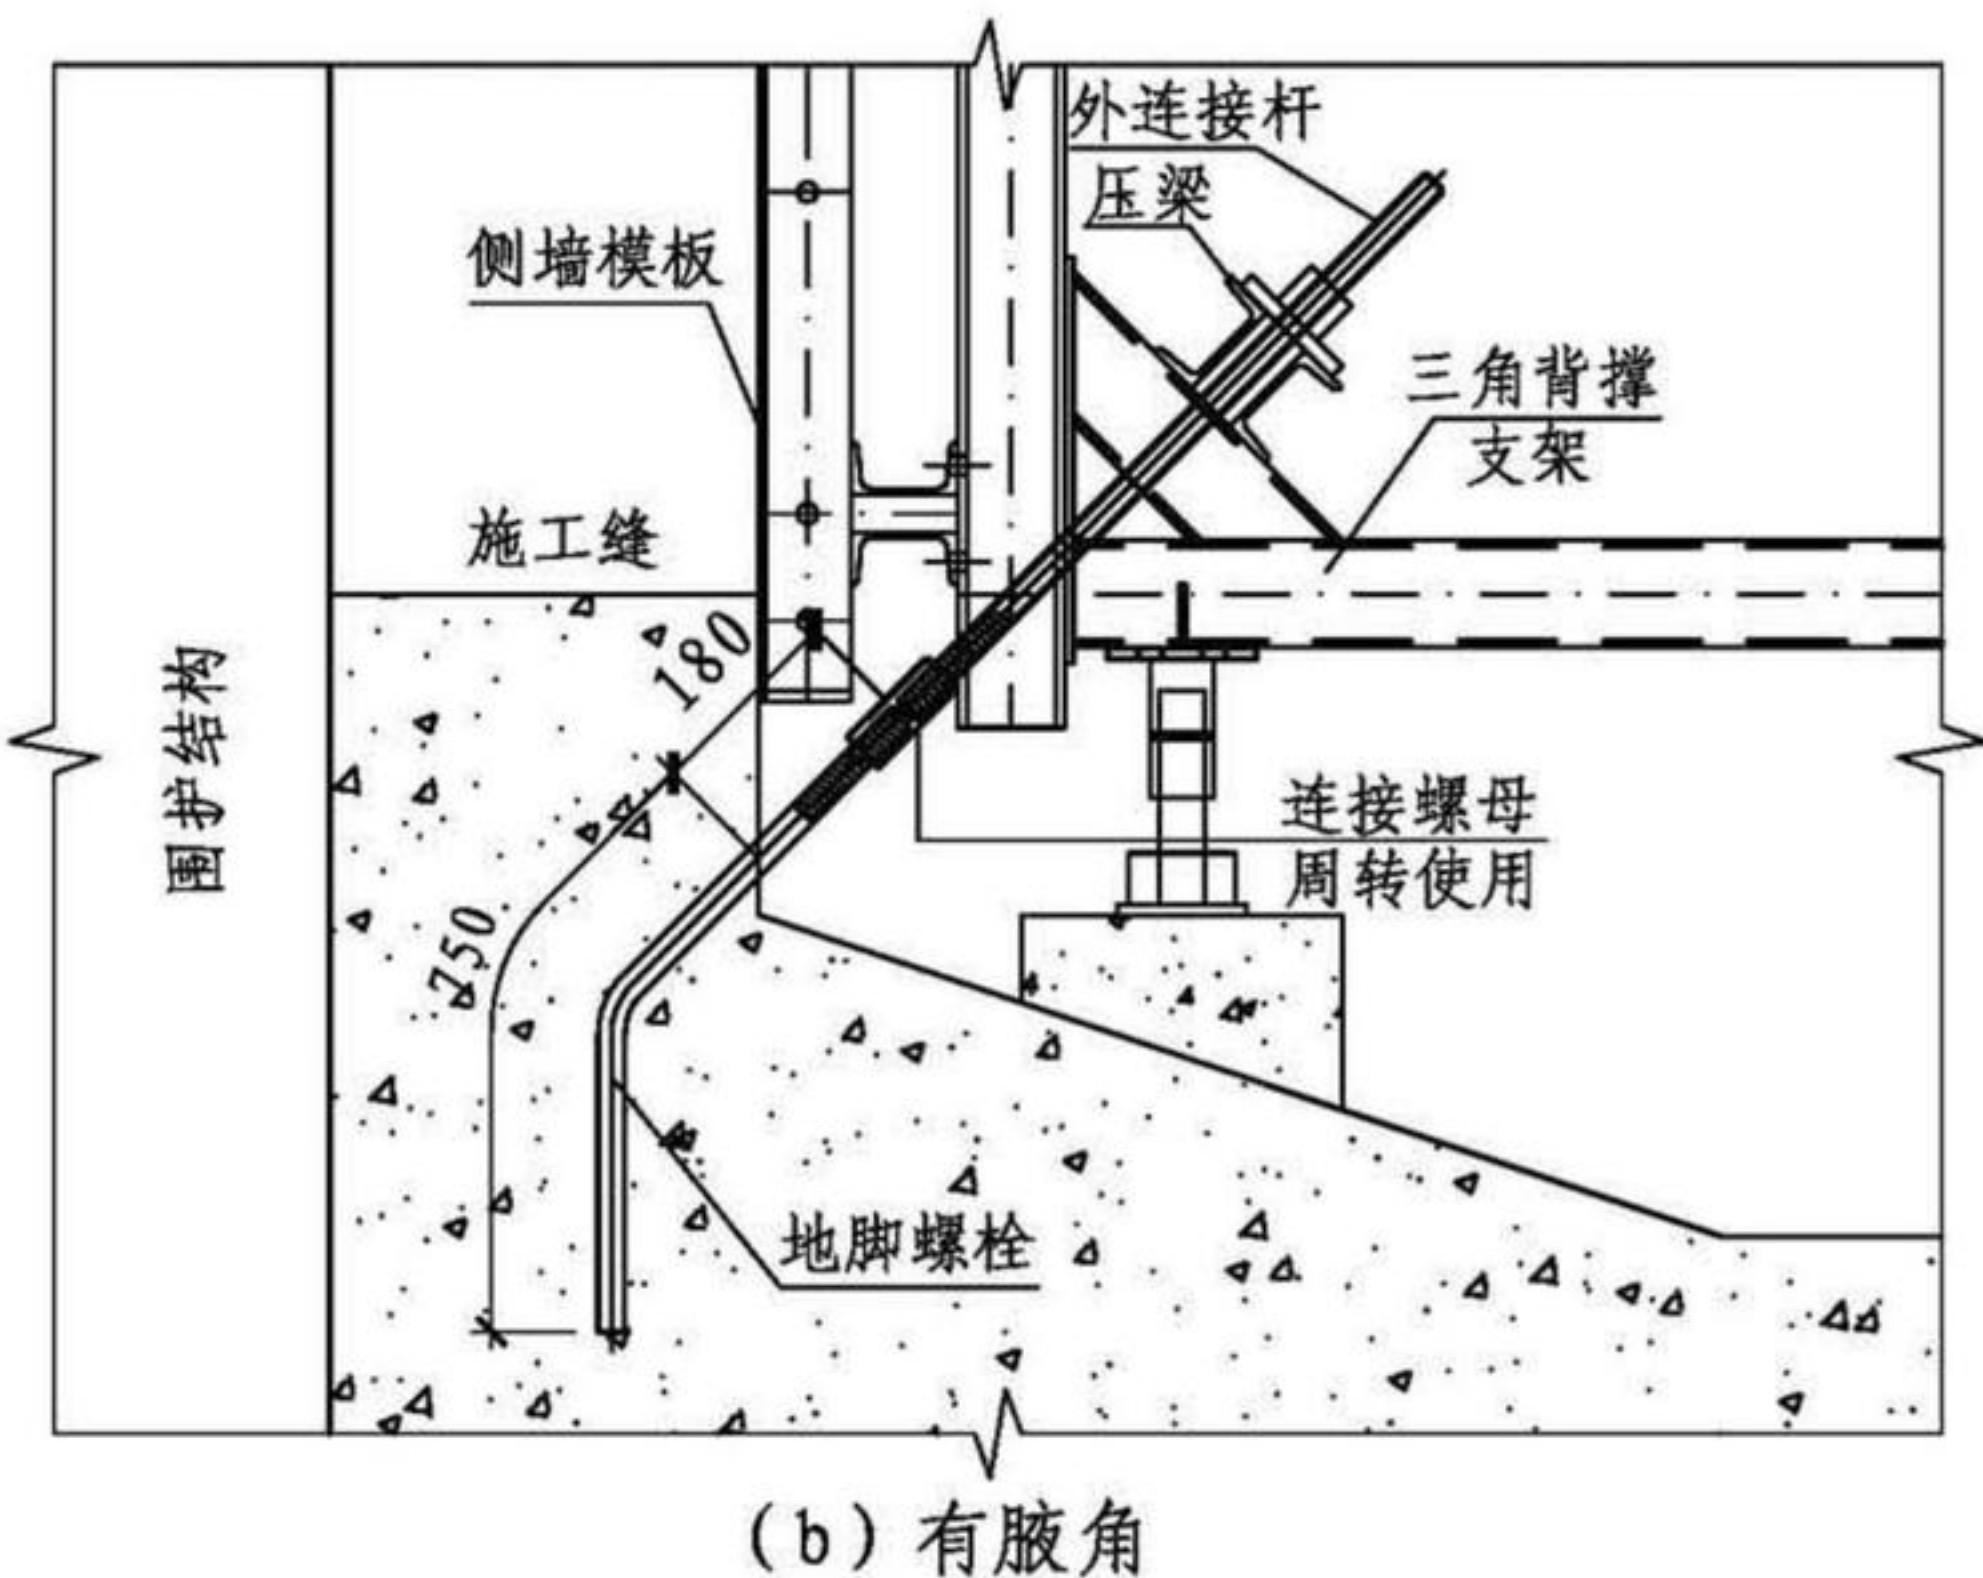 外连接杆
压梁
侧墙模板
三角背撑
支架
施工缝
180
围护结构
连接螺母
周转使用
750
地脚螺栓
(b)有腋角